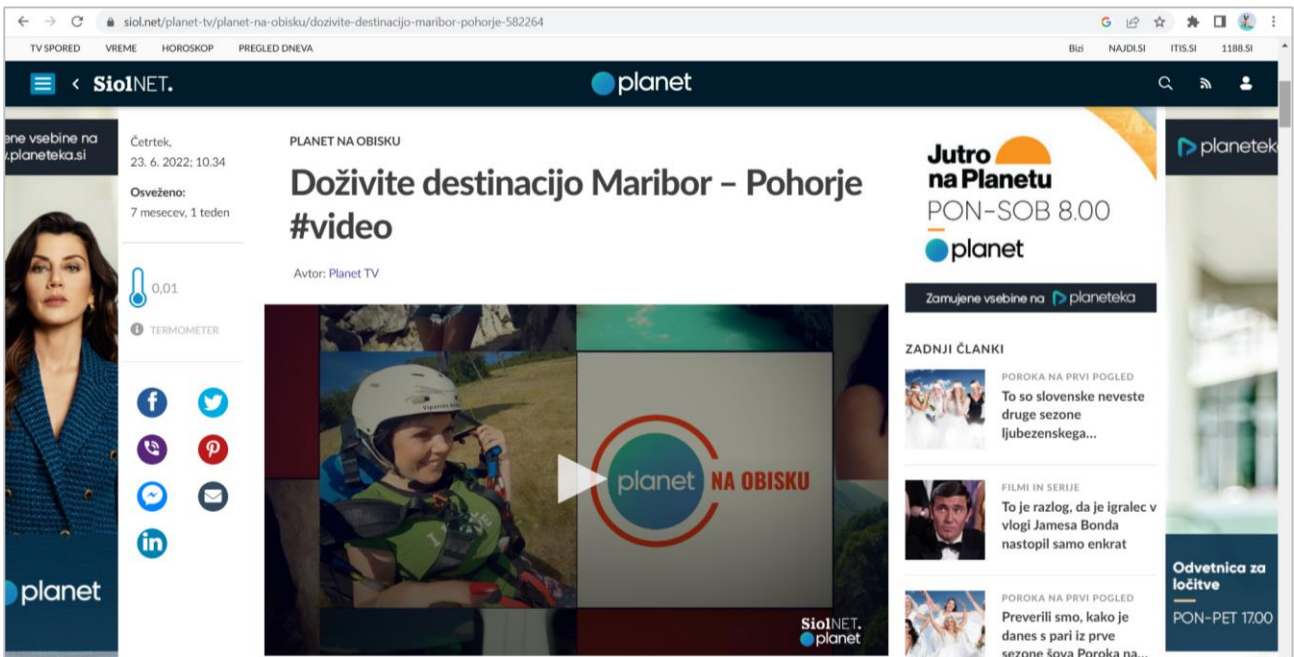 siol.net/planet-tv/planet-na-obisku/dozivite-destinacijo-maribor-pohorje-582264
TV SPORED VREME HOROSKOP PREGLED DNEVA
Bizi NAJDI.SI ITIS.SI 1188.SI
SiolNET.
planet
ene vsebine na
.planeteka.si
planet
Četrtek,
23. 6. 2022; 10.34
Osveženo:
7 mesecev, 1 teden
0,01
TERMOMETER
PLANET NA OBISKU
Doživite destinacijo Maribor – Pohorje
#video
Avtor: Planet TV
planet NA OBISKU
SiolNET.
planet
Jutro
na Planetu
PON-SOB 8.00
planet
Zamujene vsebine na planeteka
ZADNJI ČLANKI
POROKA NA PRVI POGLED
To so slovenske neveste
druge sezone
ljubezenskega...
FILMI IN SERIJE
To je razlog, da je igralec v
vlogi Jamesa Bonda
nastopil samo enkrat
POROKA NA PRVI POGLED
Preverili smo, kako je
danes s pari iz prve
sezone šova Poroka na...
planetek
Odvetnica za
ločitve
PON-PET 17.00